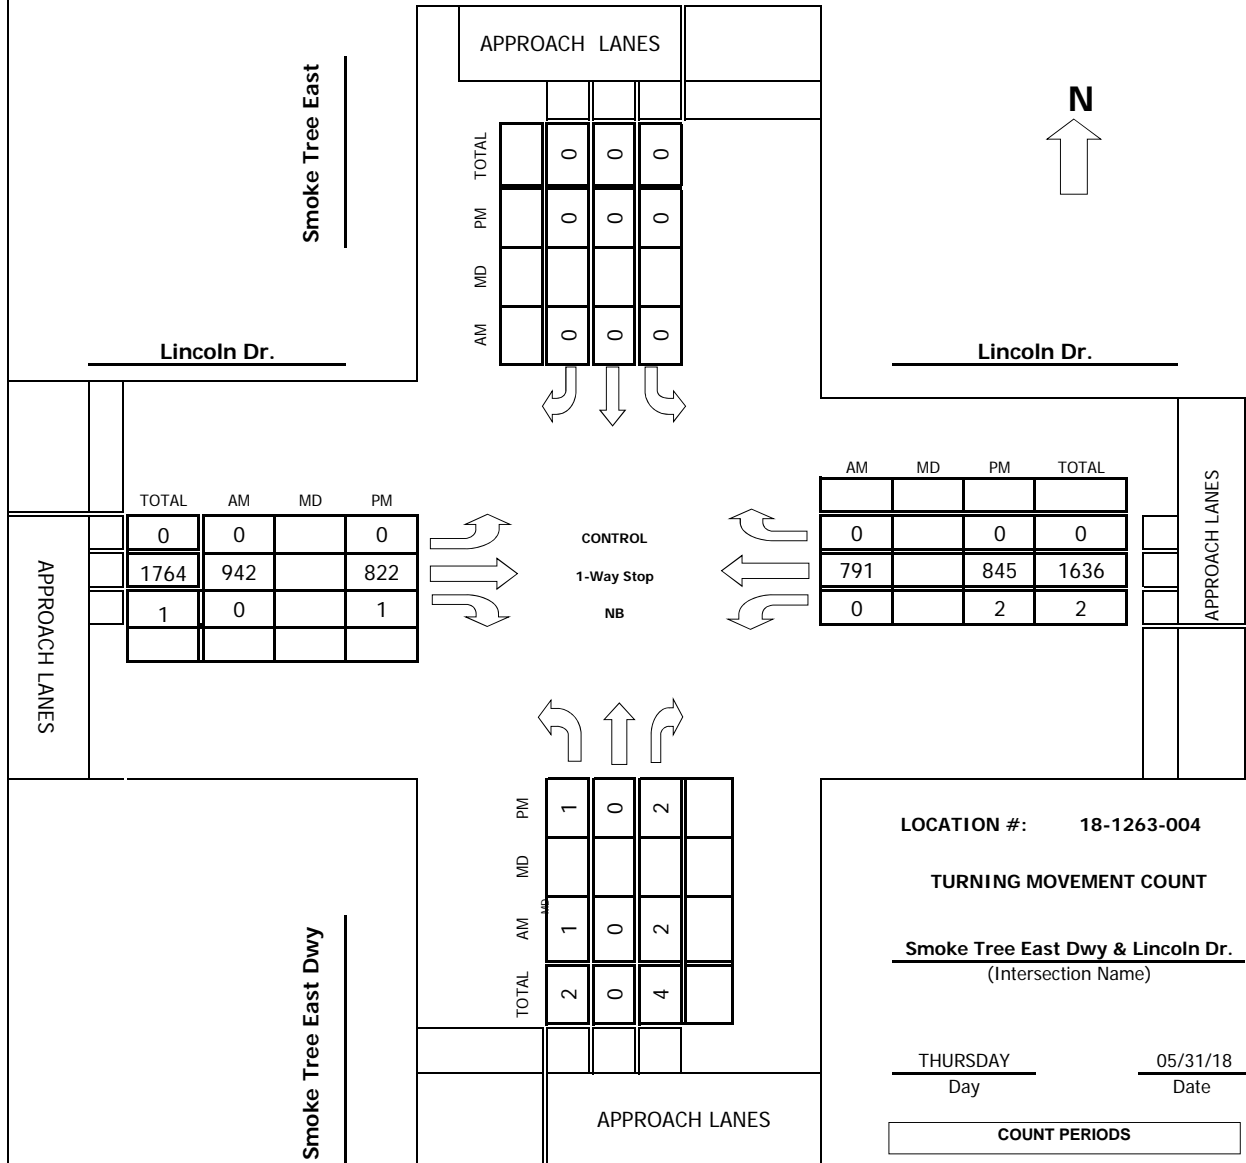 APPROACH LANES
Smoke Tree East
N
TOTAL 0 0 0
PM 0 0 0
MD
AM 0 0 0
Lincoln Dr.
Lincoln Dr.
TOTAL AM MD PM
0 0 0
1764 942 822
1 0 1
APPROACH LANES
CONTROL
1-Way Stop
NB
AM MD PM TOTAL
0 0 0
791 845 1636
0 2 2
APPROACH LANES
PM 1 0 2
MD
AM 1 0 2
MD
TOTAL 2 0 4
Smoke Tree East Dwy
APPROACH LANES
LOCATION #: 18-1263-004
TURNING MOVEMENT COUNT
Smoke Tree East Dwy & Lincoln Dr.
(Intersection Name)
THURSDAY 05/31/18
Day Date
COUNT PERIODS